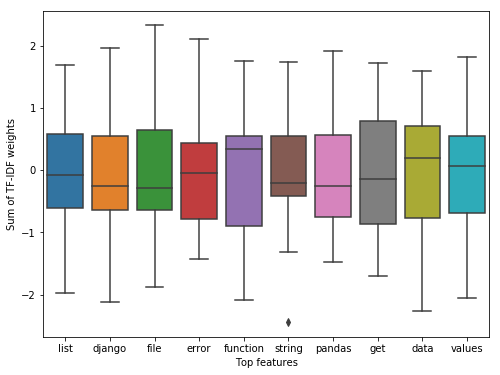 Sum of TF-IDF weights
2
1
0
−1
−2
list django file error function string pandas get data values
Top features